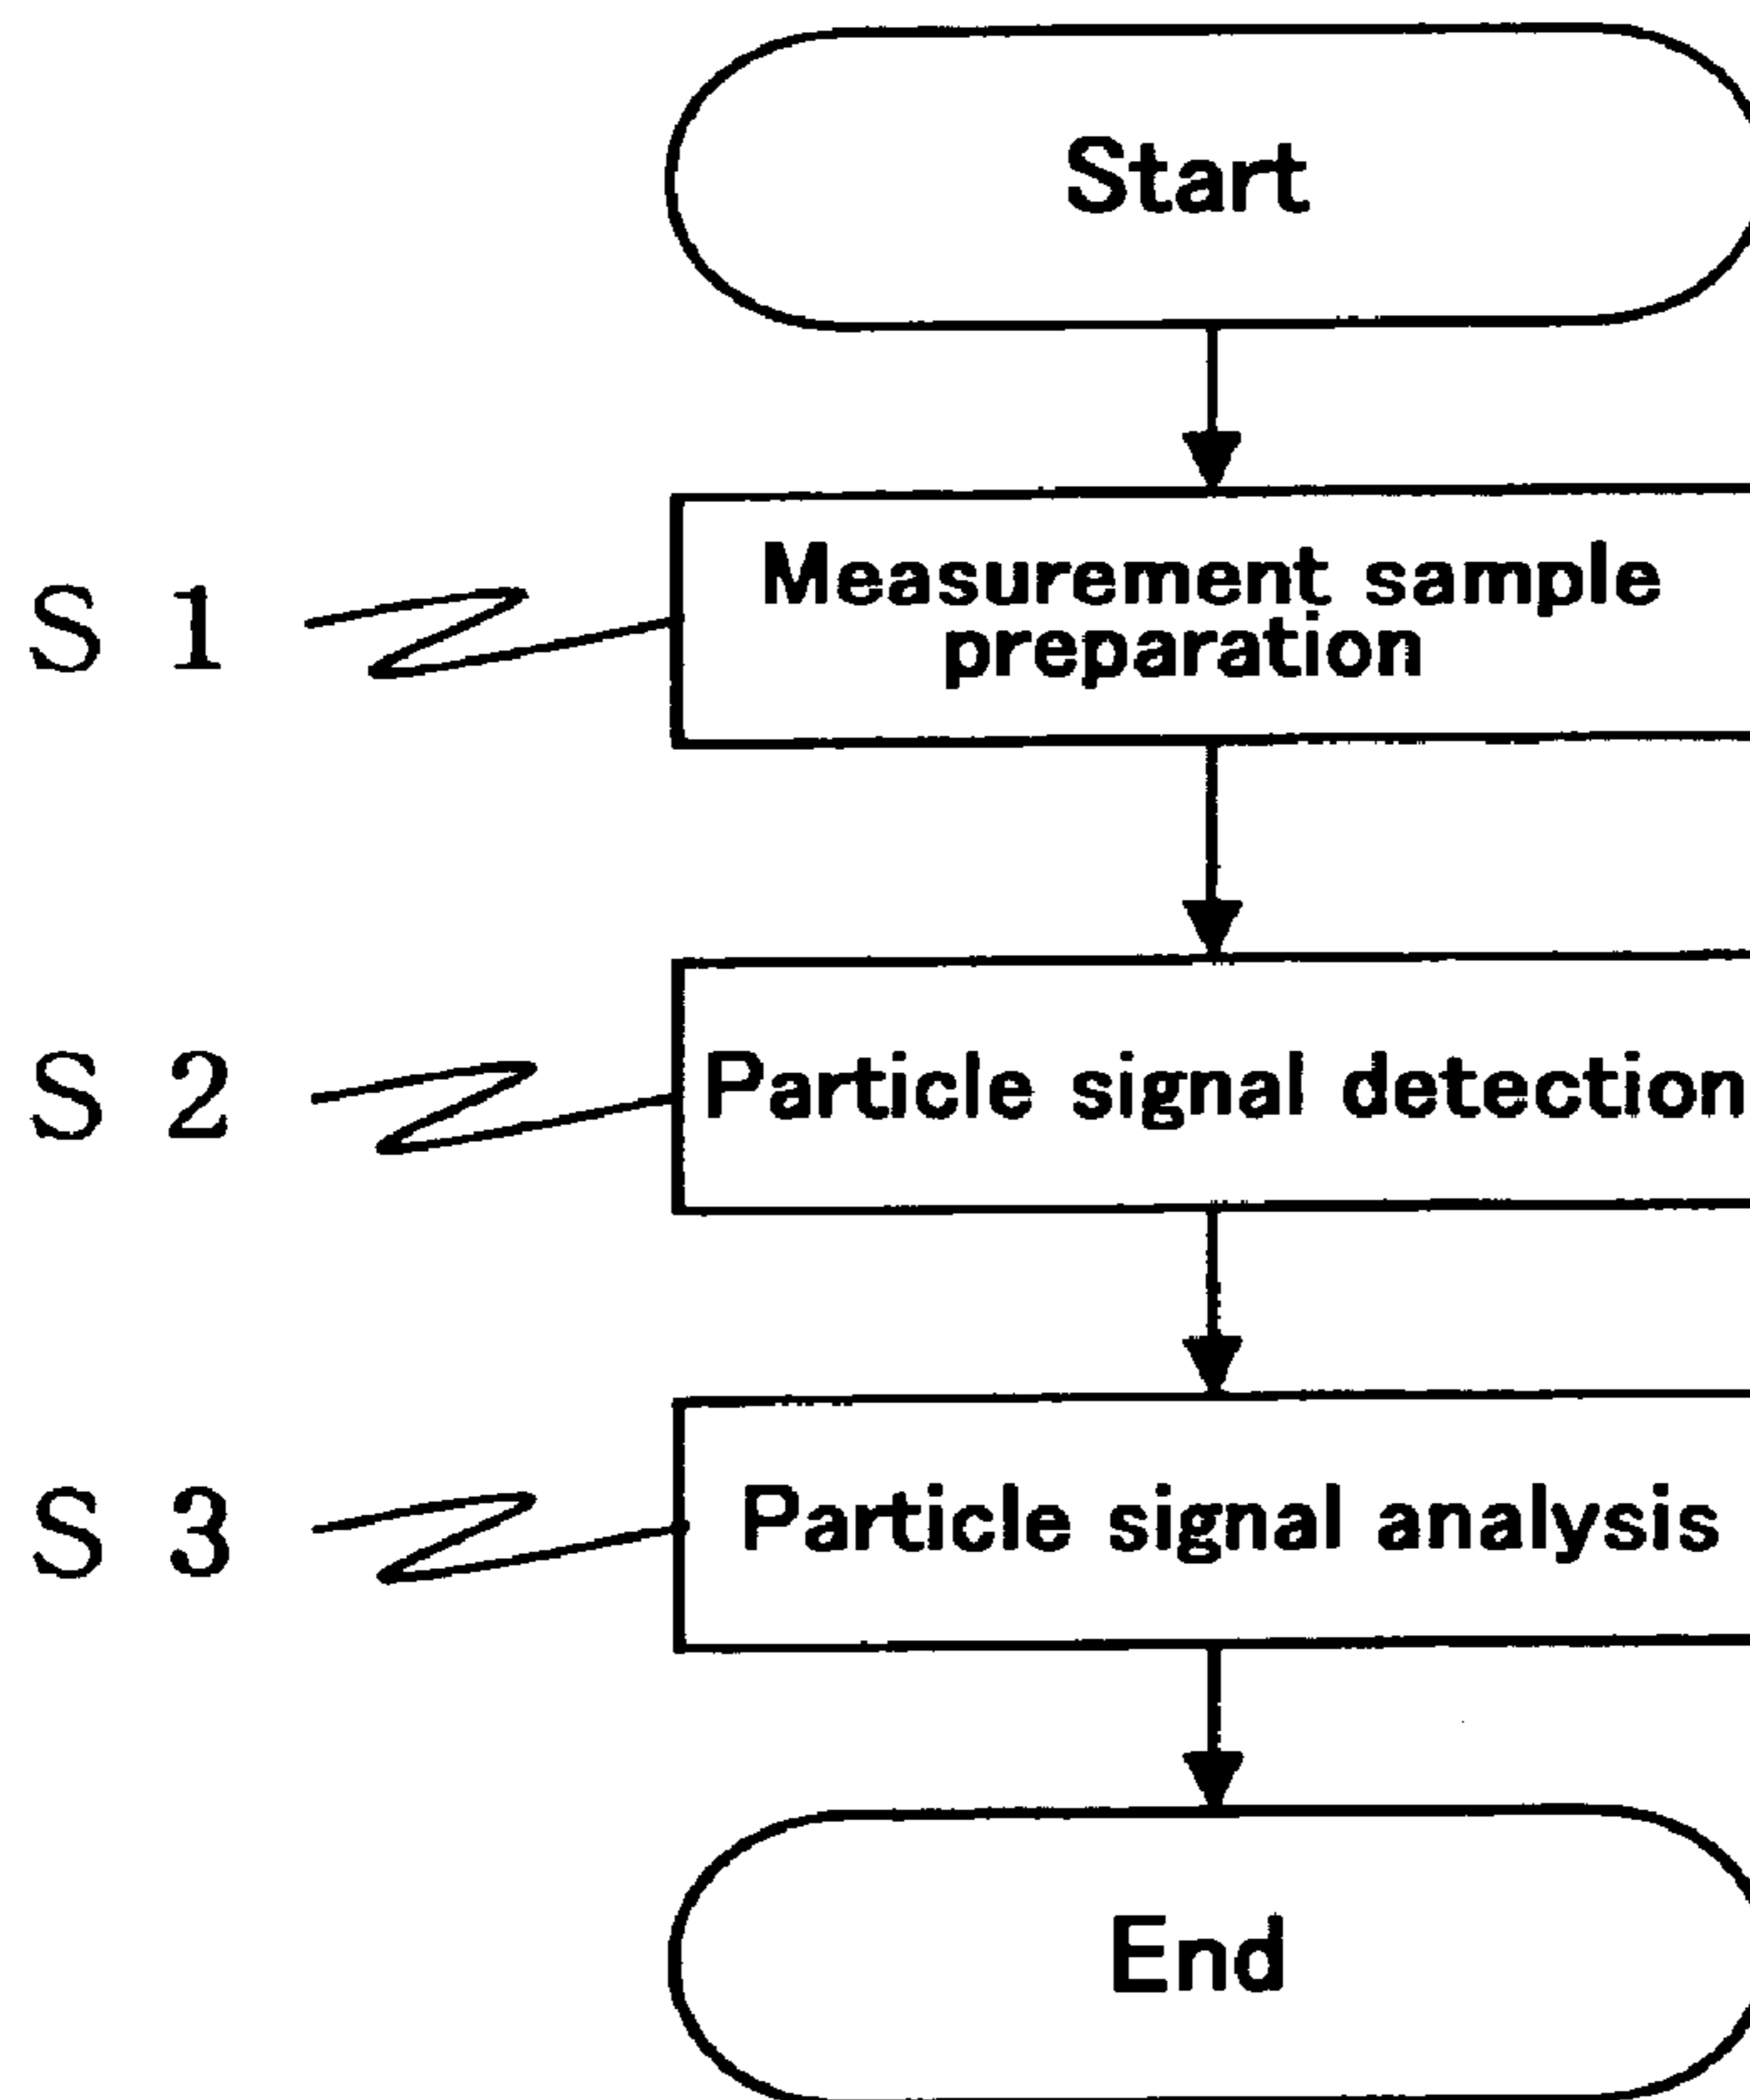 Start
S 1
Measurement sample
preparation
S 2
Particle signal detection
S 3
Particle signal analysis
End